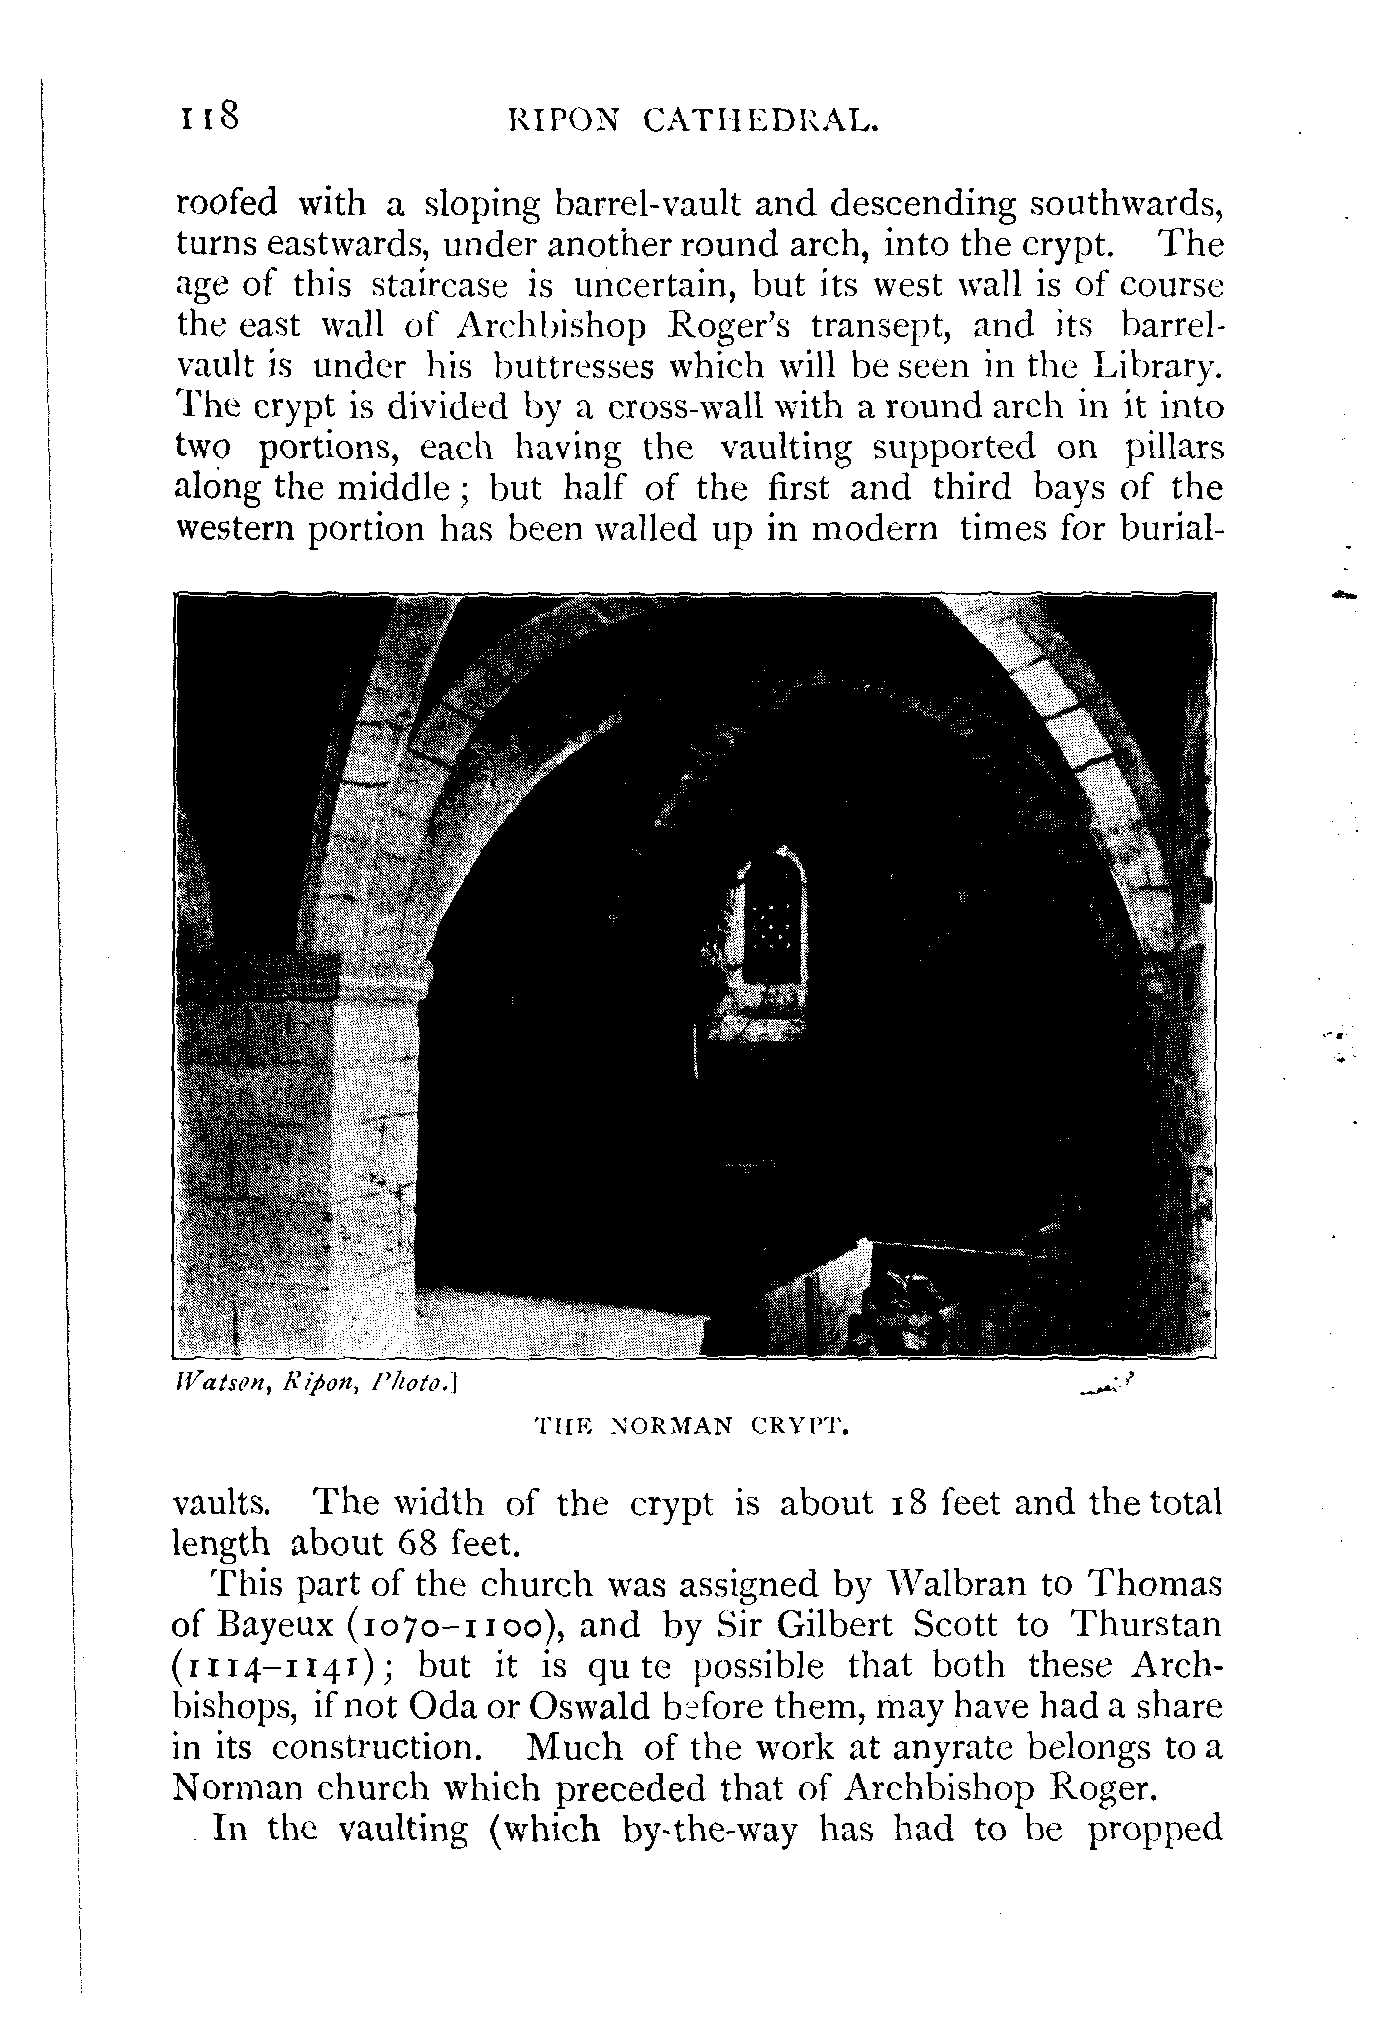 118 RIPON CATHEDRAL.
roofed with a sloping barrel-vault and descending southwards,
turns eastwards, under another round arch, into the crypt. The
age of this staircase is uncertain, but its west wall is of course
the east wall of Archbishop Roger's transept, and its barrel-
vault is under his buttresses which will be seen in the Library.
The crypt is divided by a cross-wall with a round arch in it into
two portions, each having the vaulting supported on pillars
along the middle; but half of the first and third bays of the
western portion has been walled up in modern times for burial-
Watson, Ripon, Photo.]
THE NORMAN CRYPT.
vaults. The width of the crypt is about 18 feet and the total
length about 68 feet.
This part of the church was assigned by Walbran to Thomas
of Bayeux (1070–1100), and by Sir Gilbert Scott to Thurstan
(1114–1141); but it is qu te possible that both these Arch-
bishops, if not Oda or Oswald before them, may have had a share
in its construction. Much of the work at anyrate belongs to a
Norman church which preceded that of Archbishop Roger.
In the vaulting (which by-the-way has had to be propped